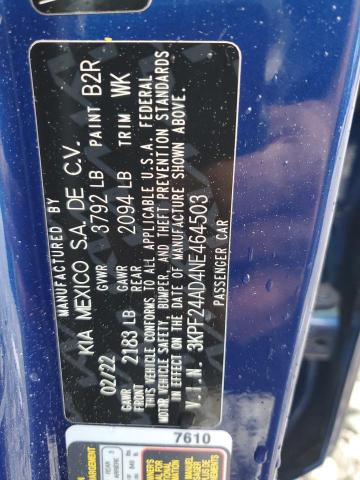 MANUFACTURED BY
KIA MEXICO S.A. DE C.V.
02/22 GVWR 3792 LB PAINT B2R
GAWR FRONT 2183 LB GAWR REAR 2094 LB TRIM WK
THIS VEHICLE CONFORMS TO ALL APPLICABLE U.S.A. FEDERAL
MOTOR VEHICLE SAFETY, BUMPER, AND THEFT PREVENTION STANDARDS
IN EFFECT ON THE DATE OF MANUFACTURE SHOWN ABOVE.
V.I.N. 3KPF24AD4NE464503
PASSENGER CAR
7610
REAR
ARRIERE